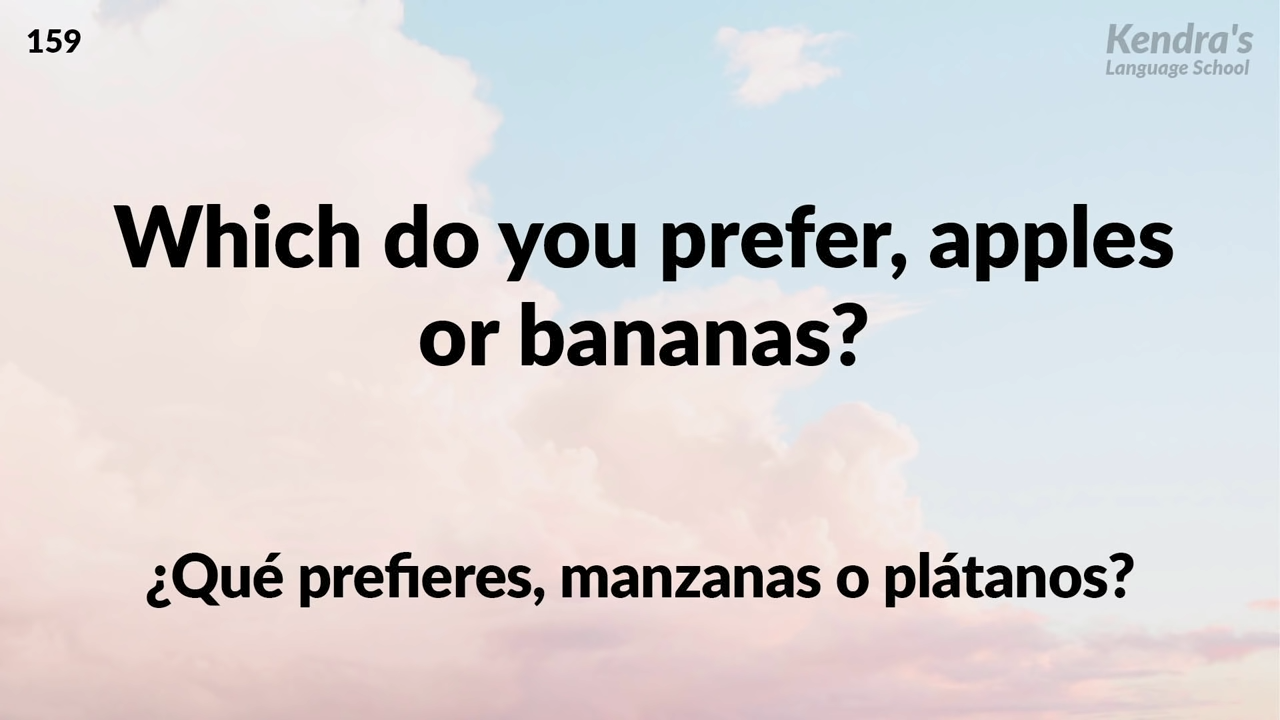 159
Kendra's
Language School
Which do you prefer, apples
or bananas?
¿Qué prefieres, manzanas o plátanos?